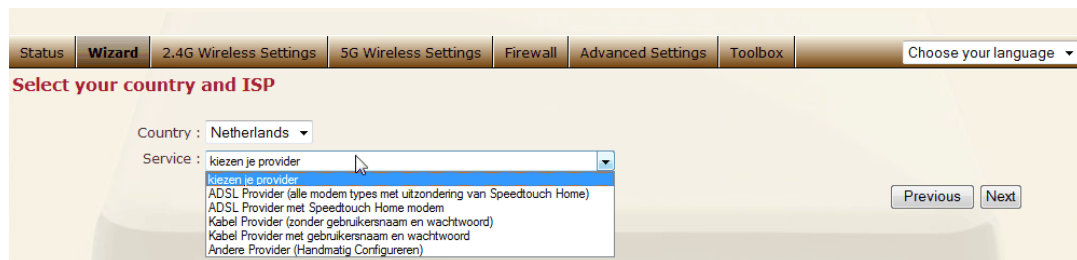 Status Wizard 2.4G Wireless Settings 5G Wireless Settings Firewall Advanced Settings Toolbox Choose your language
Select your country and ISP
Country : Netherlands
Service : kiezen je provider
kiezen je provider
ADSL Provider (alle modem types met uitzondering van Speedtouch Home)
ADSL Provider met Speedtouch Home modem
Kabel Provider (zonder gebruikersnaam en wachtwoord)
Kabel Provider met gebruikersnaam en wachtwoord
Andere Provider (Handmatig Configureren)
Previous Next